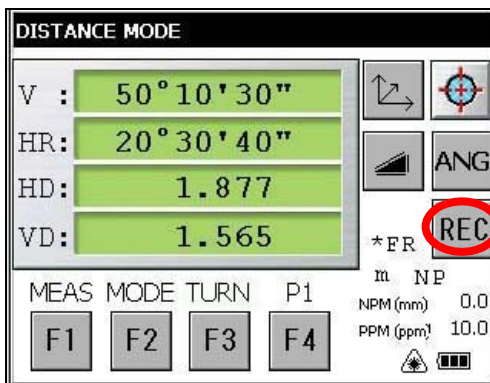 DISTANCE MODE
V : 50°10'30"
HR: 20°30'40"
HD: 1.877
VD: 1.565
ANG
REC
*FR
m NP
NPM (mm) 0.0
PPM (ppm) 10.0
MEAS MODE TURN P1
F1 F2 F3 F4